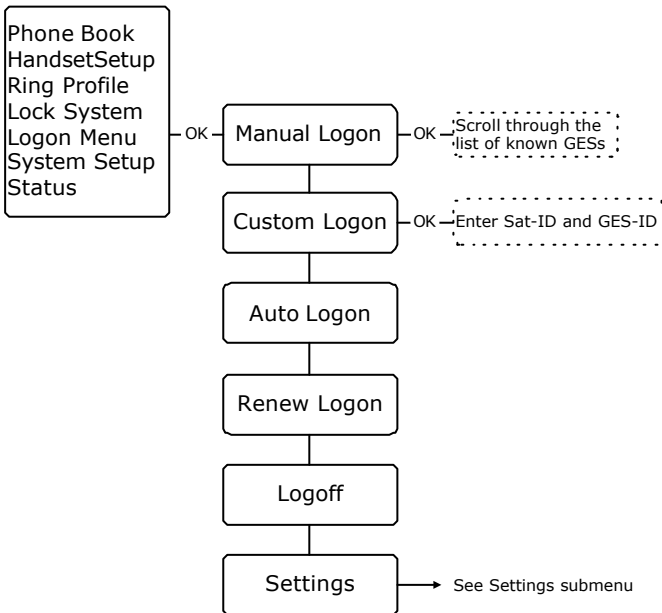 Phone Book
HandsetSetup
Ring Profile
Lock System
Logon Menu
System Setup
Status
OK
Manual Logon
OK
Scroll through the
list of known GESs
Custom Logon
OK
Enter Sat-ID and GES-ID
Auto Logon
Renew Logon
Logoff
Settings
See Settings submenu